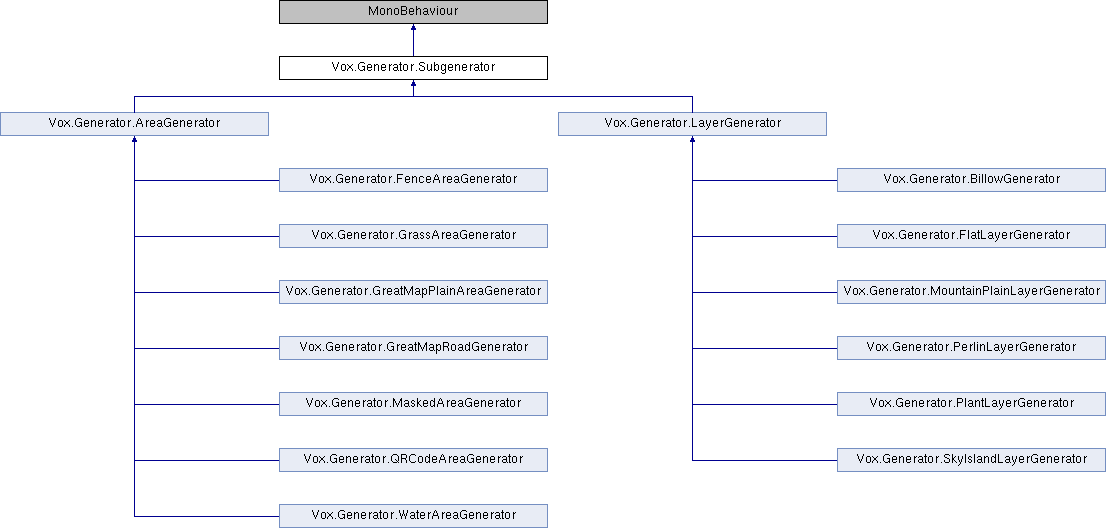 MonoBehaviour
Vox.Generator.Subgenerator
Vox.Generator.AreaGenerator
Vox.Generator.LayerGenerator
Vox.Generator.FenceAreaGenerator
Vox.Generator.BillowGenerator
Vox.Generator.GrassAreaGenerator
Vox.Generator.FlatLayerGenerator
Vox.Generator.GreatMapPlainAreaGenerator
Vox.Generator.MountainPlainLayerGenerator
Vox.Generator.GreatMapRoadGenerator
Vox.Generator.PerlinLayerGenerator
Vox.Generator.MaskedAreaGenerator
Vox.Generator.PlantLayerGenerator
Vox.Generator.QRCodeAreaGenerator
Vox.Generator.SkyIslandLayerGenerator
Vox.Generator.WaterAreaGenerator